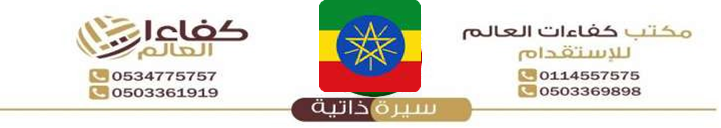 مكتب كفاءات العالم
للإستقدام
0114557575
0503369898
كفاءات
العالم
0534775757
0503361919
سيرة ذاتية